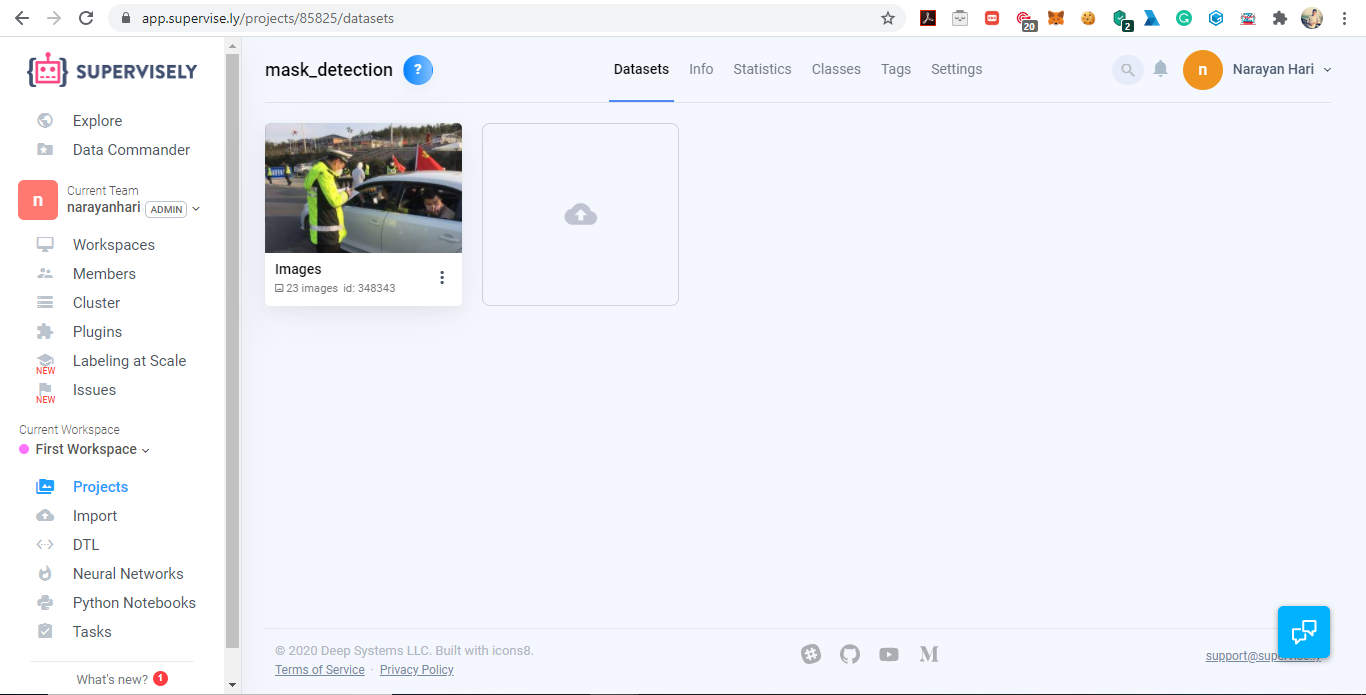 app.supervise.ly/projects/85825/datasets
20
2
SUPERVISELY
Explore
Data Commander
n
Current Team
narayanhari ADMIN
Workspaces
Members
Cluster
Plugins
Labeling at Scale
NEW
Issues
NEW
Current Workspace
First Workspace
Projects
Import
DTL
Neural Networks
Python Notebooks
Tasks
What's new? 1
mask_detection ?
Datasets Info Statistics Classes Tags Settings
n Narayan Hari
Images
23 images id: 348343
© 2020 Deep Systems LLC. Built with icons8.
Terms of Service · Privacy Policy
M